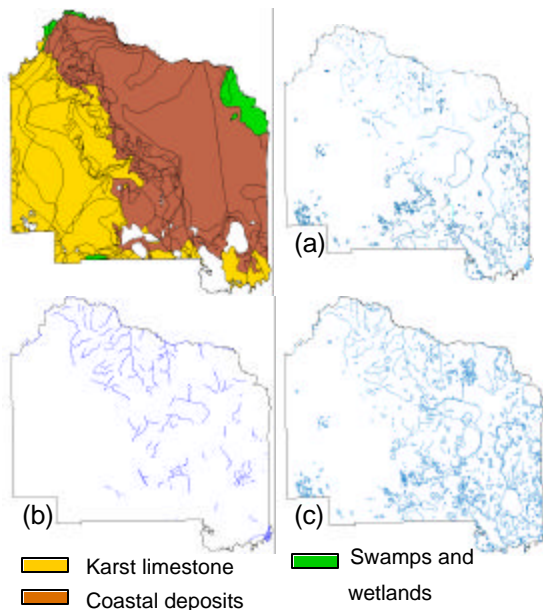 (a)
(b)
(c)
Karst limestone
Coastal deposits
Swamps and
wetlands